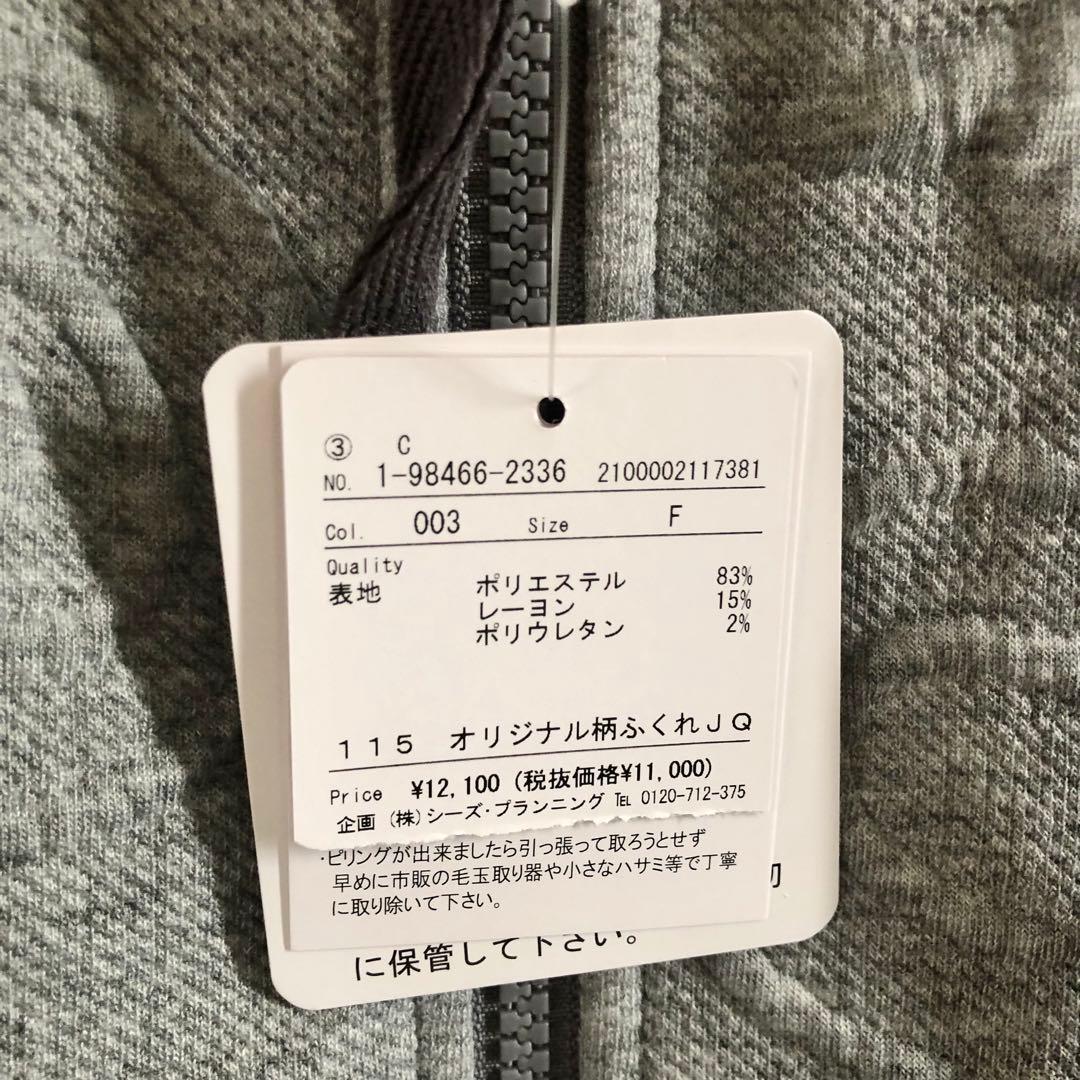 ③ C
NO. 1-98466-2336 2100002117381
Col. 003 Size F
Quality
表地 ポリエステル 83%
レーヨン 15%
ポリウレタン 2%
115 オリジナル柄ふくれJQ
Price ¥12,100 (税抜価格¥11,000)
企画 (株)シーズ・プランニング ℡ 0120-712-375
・ピリングが出来ましたら引っ張って取ろうとせず
早めに市販の毛玉取り器や小さなハサミ等で丁寧
に取り除いて下さい。
に保管して下さい。